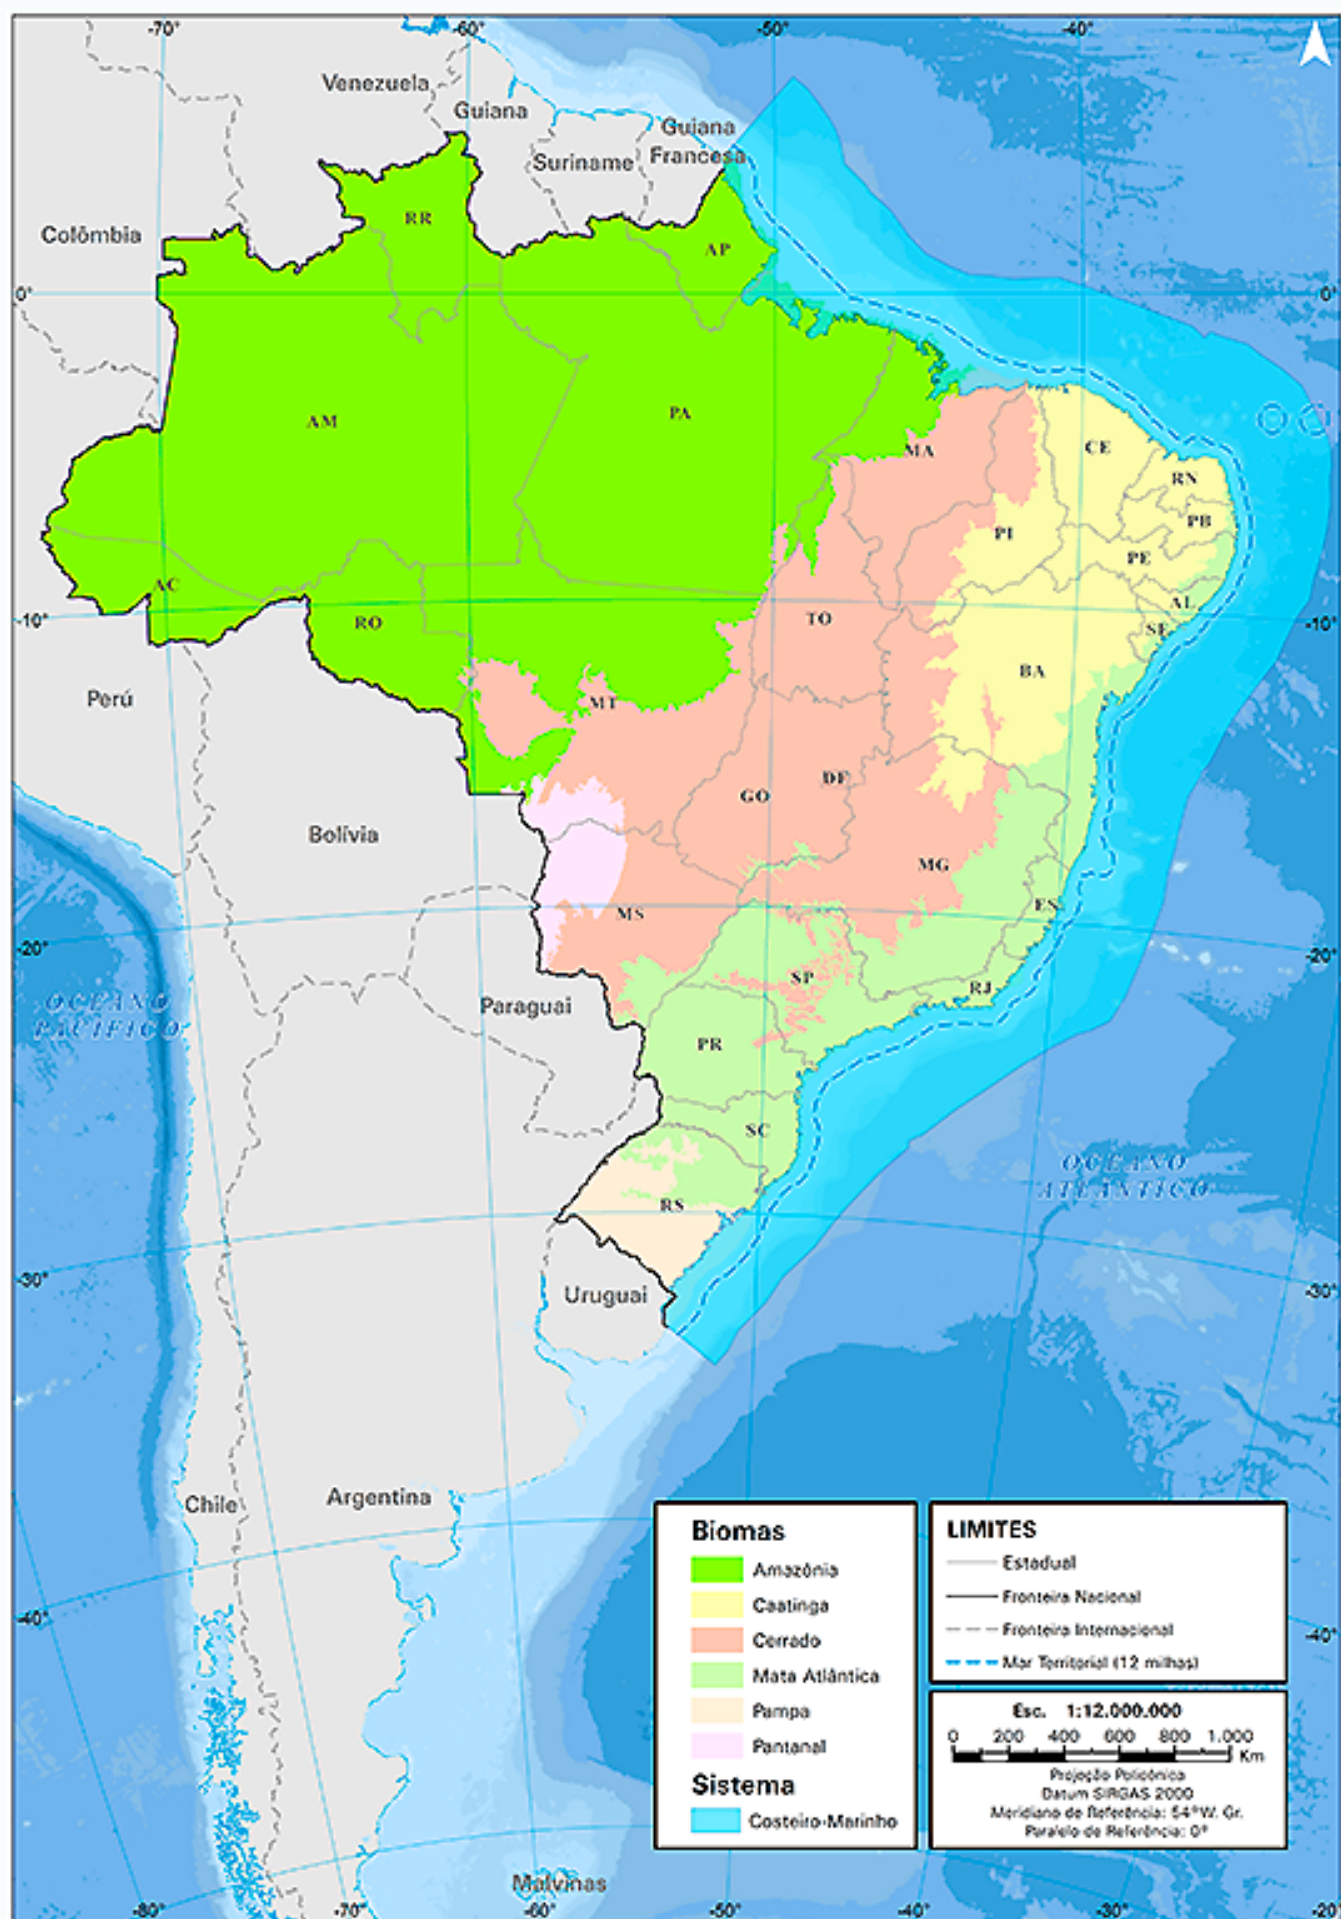 -70°
-60°
-50°
-40°
Venezuela
Guiana
Guiana
Francesa
Suriname
Colômbia
RR
AP
0°
0°
AM
PA
MA
CE
RN
PI
PB
PE
AC
AL
-10°
RO
TO
SE
-10°
BA
Perú
MT
DF
GO
Bolívia
MG
MS
ES
-20°
-20°
SP
RJ
OCEANO
PACÍFICO
Paraguai
PR
SC
OCEANO
ATLÂNTICO
RS
-30°
Uruguai
-30°
Chile
Argentina
-40°
-40°
Biomas
Amazônia
Caatinga
Cerrado
Mata Atlântica
Pampa
Pantanal
Sistema
Costeiro-Marinho
LIMITES
Estadual
Fronteira Nacional
Fronteira Internacional
Mar Territorial (12 milhas)
Esc. 1:12.000.000
0 200 400 600 800 1.000
Km
Projeção Policônica
Datum SIRGAS 2000
Meridiano de Referência: 54°W. Gr.
Paralelo de Referência: 0°
Malvinas
-80°
-70°
-60°
-50°
-40°
-30°
-20°